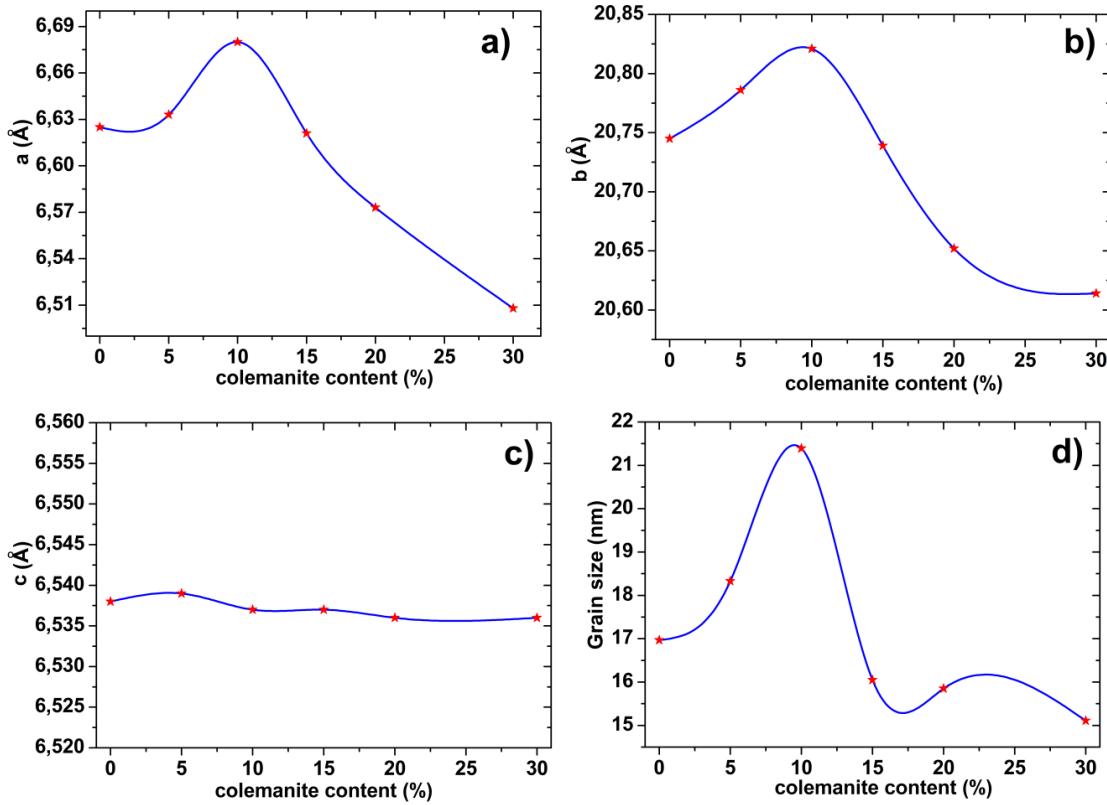 a)
6,69
6,66
6,63
6,60
6,57
6,54
6,51
a (Å)
0 5 10 15 20 25 30
colemanite content (%)
b)
20,85
20,80
20,75
20,70
20,65
20,60
b (Å)
0 5 10 15 20 25 30
colemanite content (%)
c)
6,560
6,555
6,550
6,545
6,540
6,535
6,530
6,525
6,520
c (Å)
0 5 10 15 20 25 30
colemanite content (%)
d)
22
21
20
19
18
17
16
15
Grain size (nm)
0 5 10 15 20 25 30
colemanite content (%)